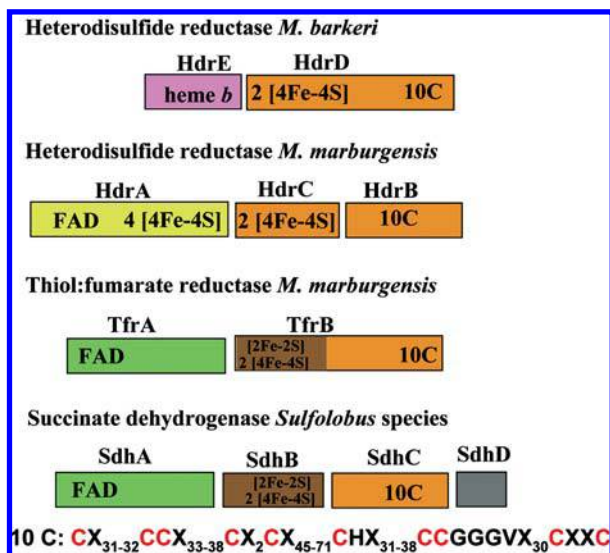 Heterodisulfide reductase M. barkeri
HdrE HdrD
heme b 2 [4Fe-4S] 10C
Heterodisulfide reductase M. marburgensis
HdrA HdrC HdrB
FAD 4 [4Fe-4S] 2 [4Fe-4S] 10C
Thiol:fumarate reductase M. marburgensis
TfrA TfrB
[2Fe-2S]
FAD 2 [4Fe-4S] 10C
Succinate dehydrogenase Sulfolobus species
SdhA SdhB SdhC SdhD
[2Fe-2S]
FAD 2 [4Fe-4S] 10C
10 C: CX31-32CCX33-38CX2CX45-71CHX31-38CCGGGVX30CXXC